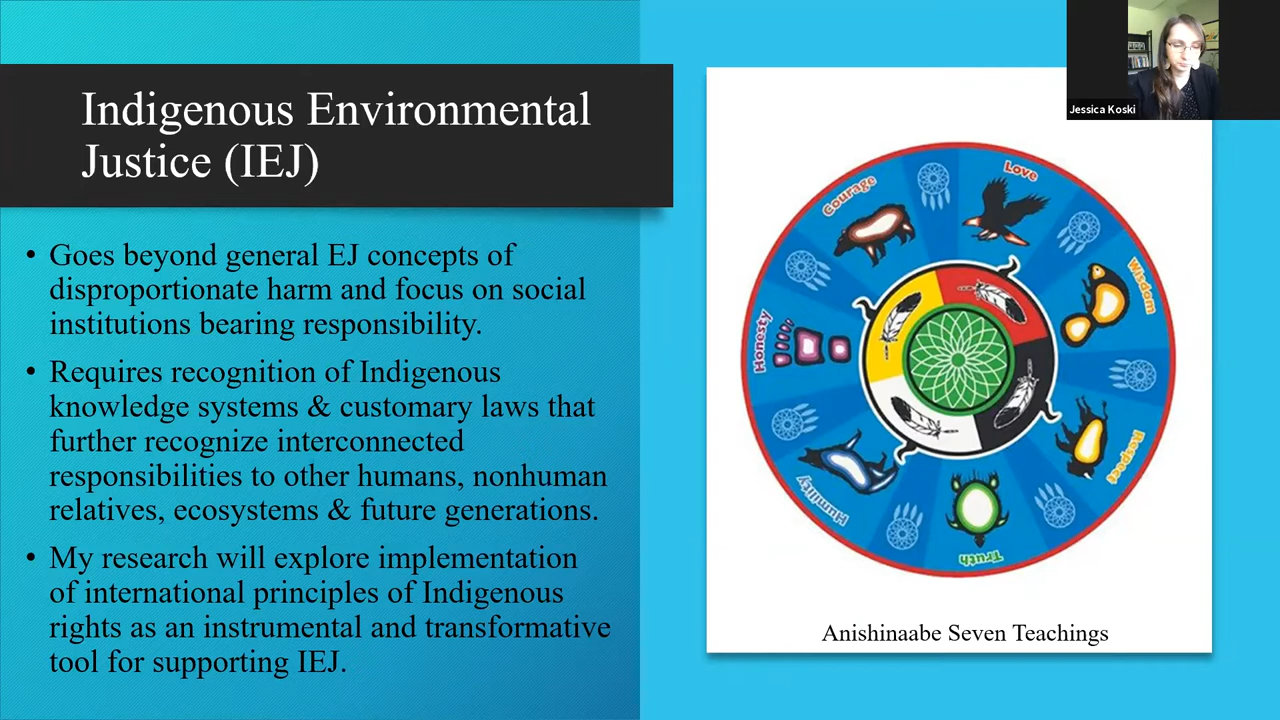 Indigenous Environmental
Justice (IEJ)
• Goes beyond general EJ concepts of
disproportionate harm and focus on social
institutions bearing responsibility.
• Requires recognition of Indigenous
knowledge systems & customary laws that
further recognize interconnected
responsibilities to other humans, nonhuman
relatives, ecosystems & future generations.
• My research will explore implementation
of international principles of Indigenous
rights as an instrumental and transformative
tool for supporting IEJ.
Jessica Koski
Love
Wisdom
Respect
Truth
Humility
Honesty
Courage
Anishinaabe Seven Teachings